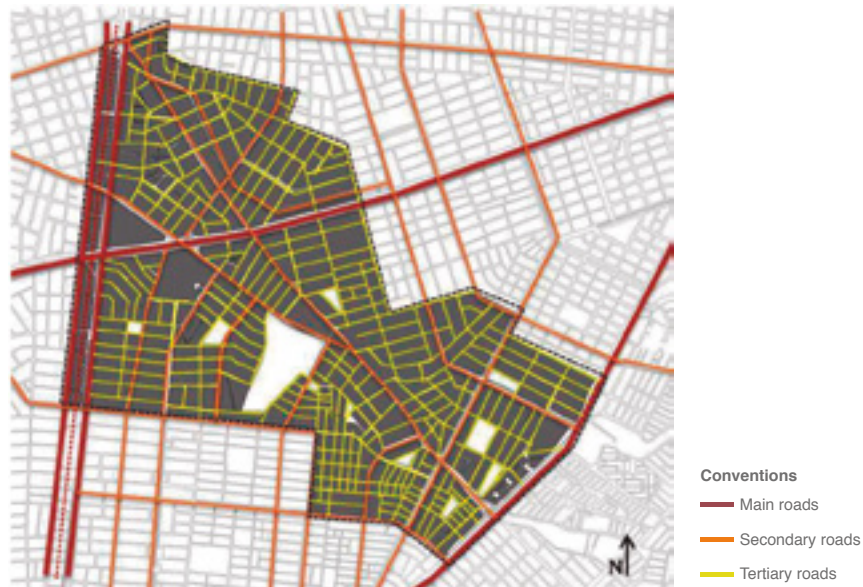 N
Conventions
Main roads
Secondary roads
Tertiary roads